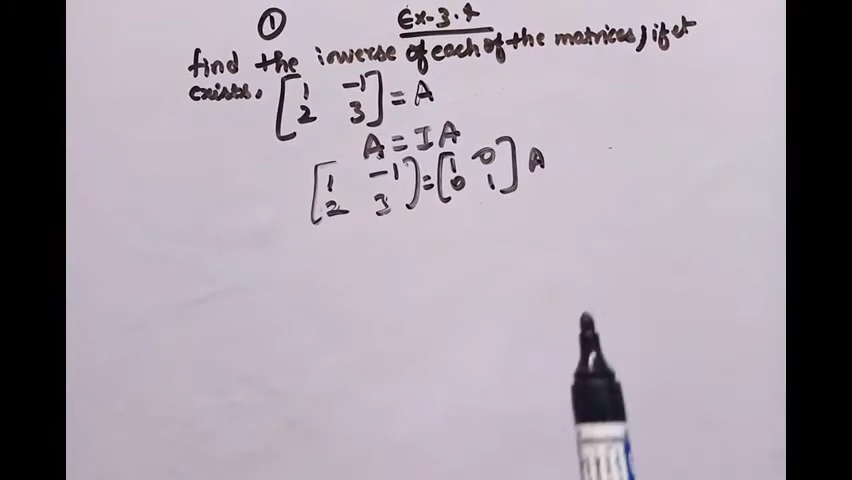 ① Ex-3.4
find the inverse of each of the matrices, if it
exists. [1 -1
2 3] = A
A = I A
[1 -1
2 3] = [1 0
0 1] A